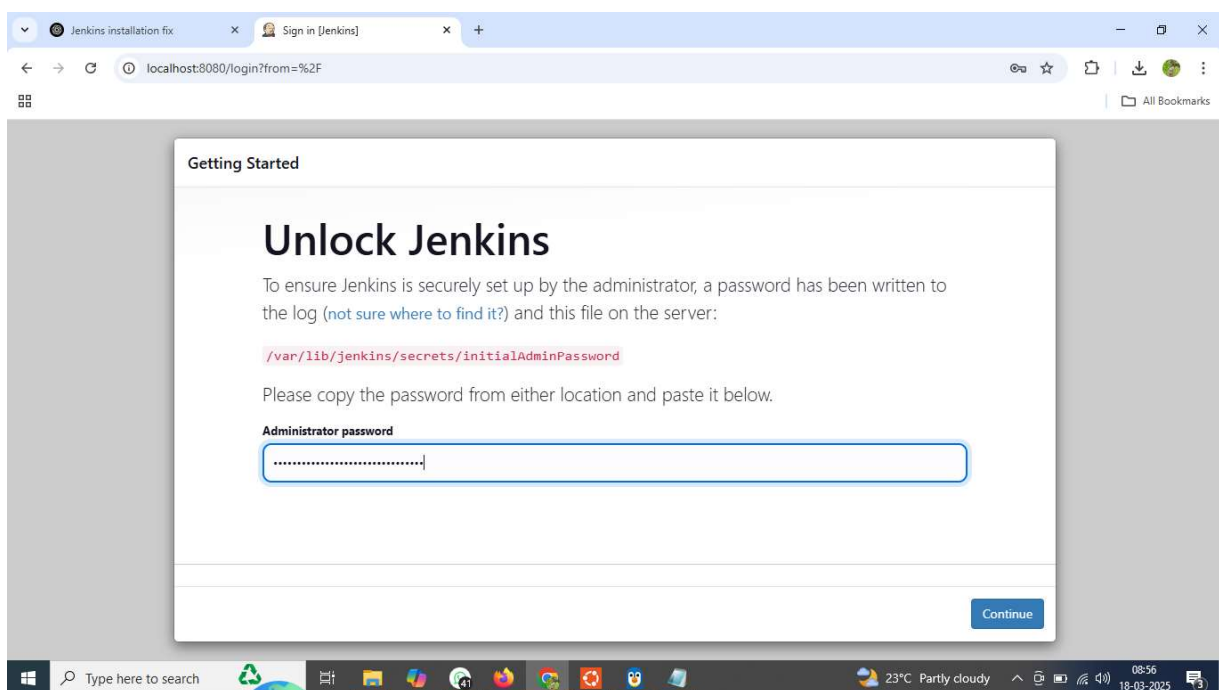 Jenkins installation fix
Sign in [Jenkins]
localhost:8080/login?from=%2F
All Bookmarks
Getting Started
Unlock Jenkins
To ensure Jenkins is securely set up by the administrator, a password has been written to
the log (not sure where to find it?) and this file on the server:
/var/lib/jenkins/secrets/initialAdminPassword
Please copy the password from either location and paste it below.
Administrator password
Continue
Type here to search
41
23°C Partly cloudy
08:56
18-03-2025
3